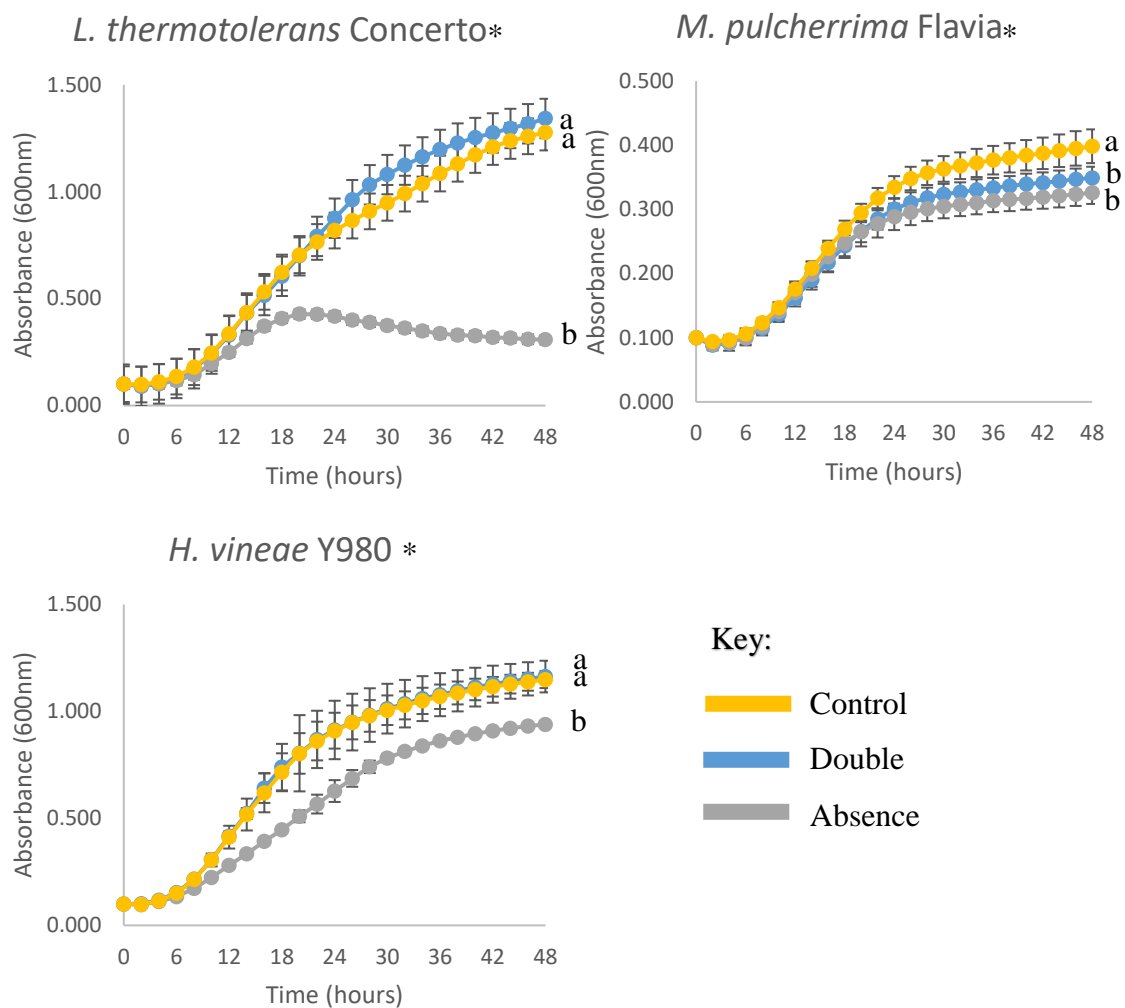 L. thermotolerans Concerto*
1.500
1.000
0.500
0.000
Absorbance (600nm)
a
a
b
0 6 12 18 24 30 36 42 48
Time (hours)
M. pulcherrima Flavia*
0.500
0.400
0.300
0.200
0.100
0.000
Absorbance (600nm)
a
b
b
0 6 12 18 24 30 36 42 48
Time (hours)
H. vineae Y980 *
1.500
1.000
0.500
0.000
Absorbance (600nm)
a
a
b
0 6 12 18 24 30 36 42 48
Time (hours)
Key:
Control
Double
Absence